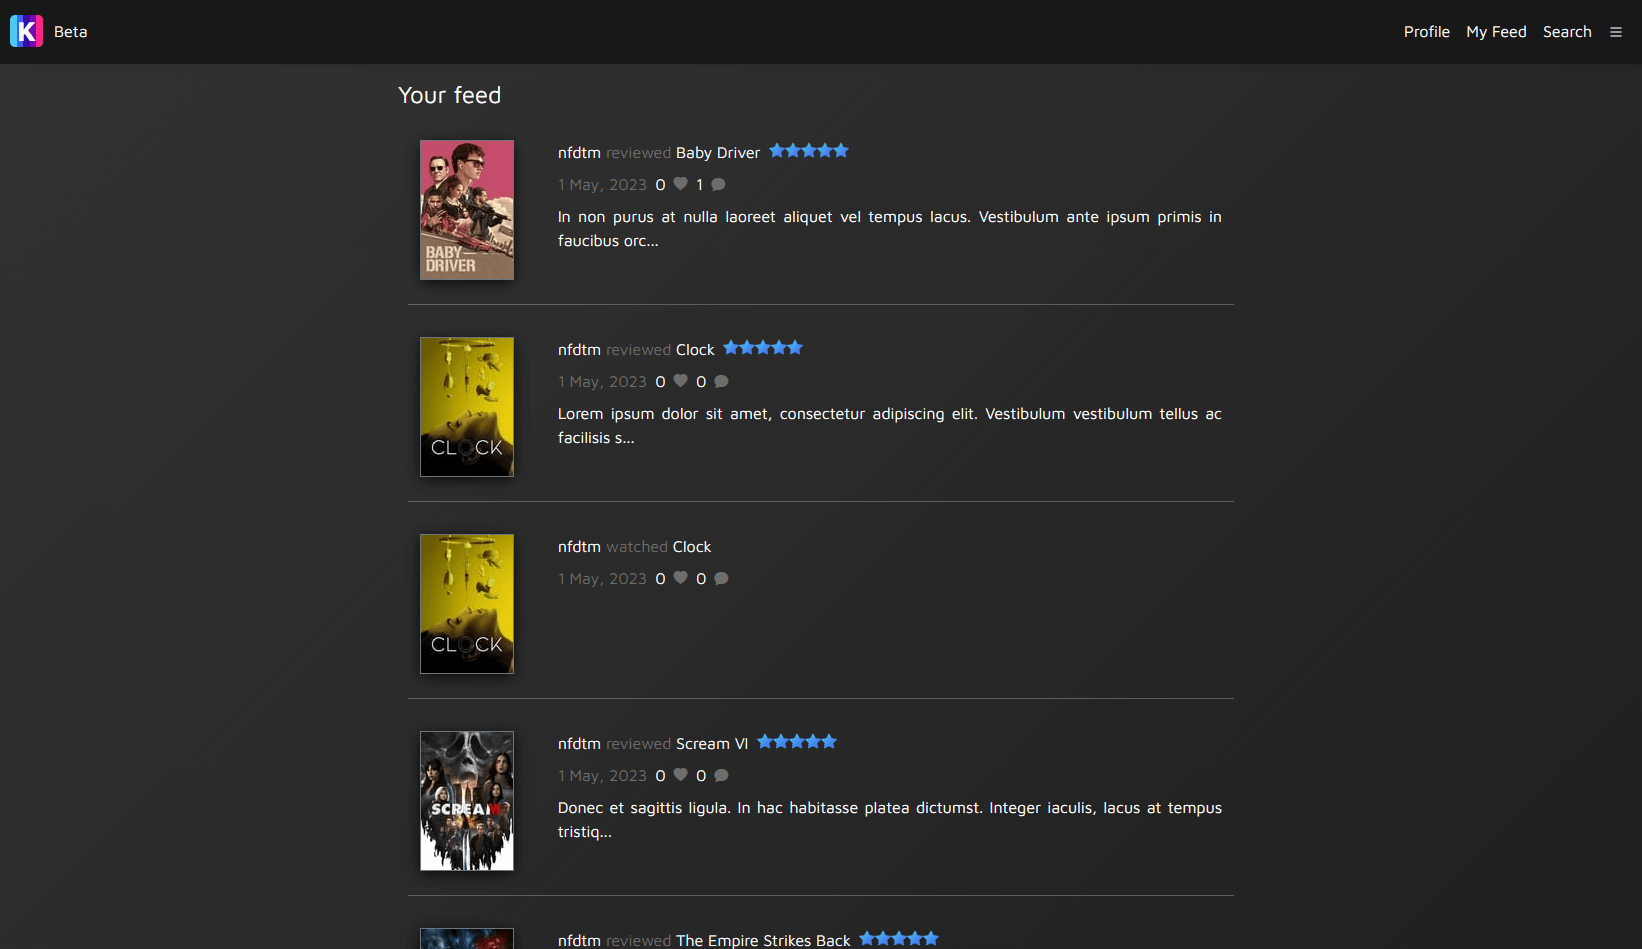 K Beta
Profile My Feed Search
Your feed
BABY
DRIVER
nfdtm reviewed Baby Driver
1 May, 2023 0 1
In non purus at nulla laoreet aliquet vel tempus lacus. Vestibulum ante ipsum primis in
faucibus orc...
CLOCK
nfdtm reviewed Clock
1 May, 2023 0 0
Lorem ipsum dolor sit amet, consectetur adipiscing elit. Vestibulum vestibulum tellus ac
facilisis s...
CLOCK
nfdtm watched Clock
1 May, 2023 0 0
SCREAM
nfdtm reviewed Scream VI
1 May, 2023 0 0
Donec et sagittis ligula. In hac habitasse platea dictumst. Integer iaculis, lacus at tempus
tristiq...
nfdtm reviewed The Empire Strikes Back